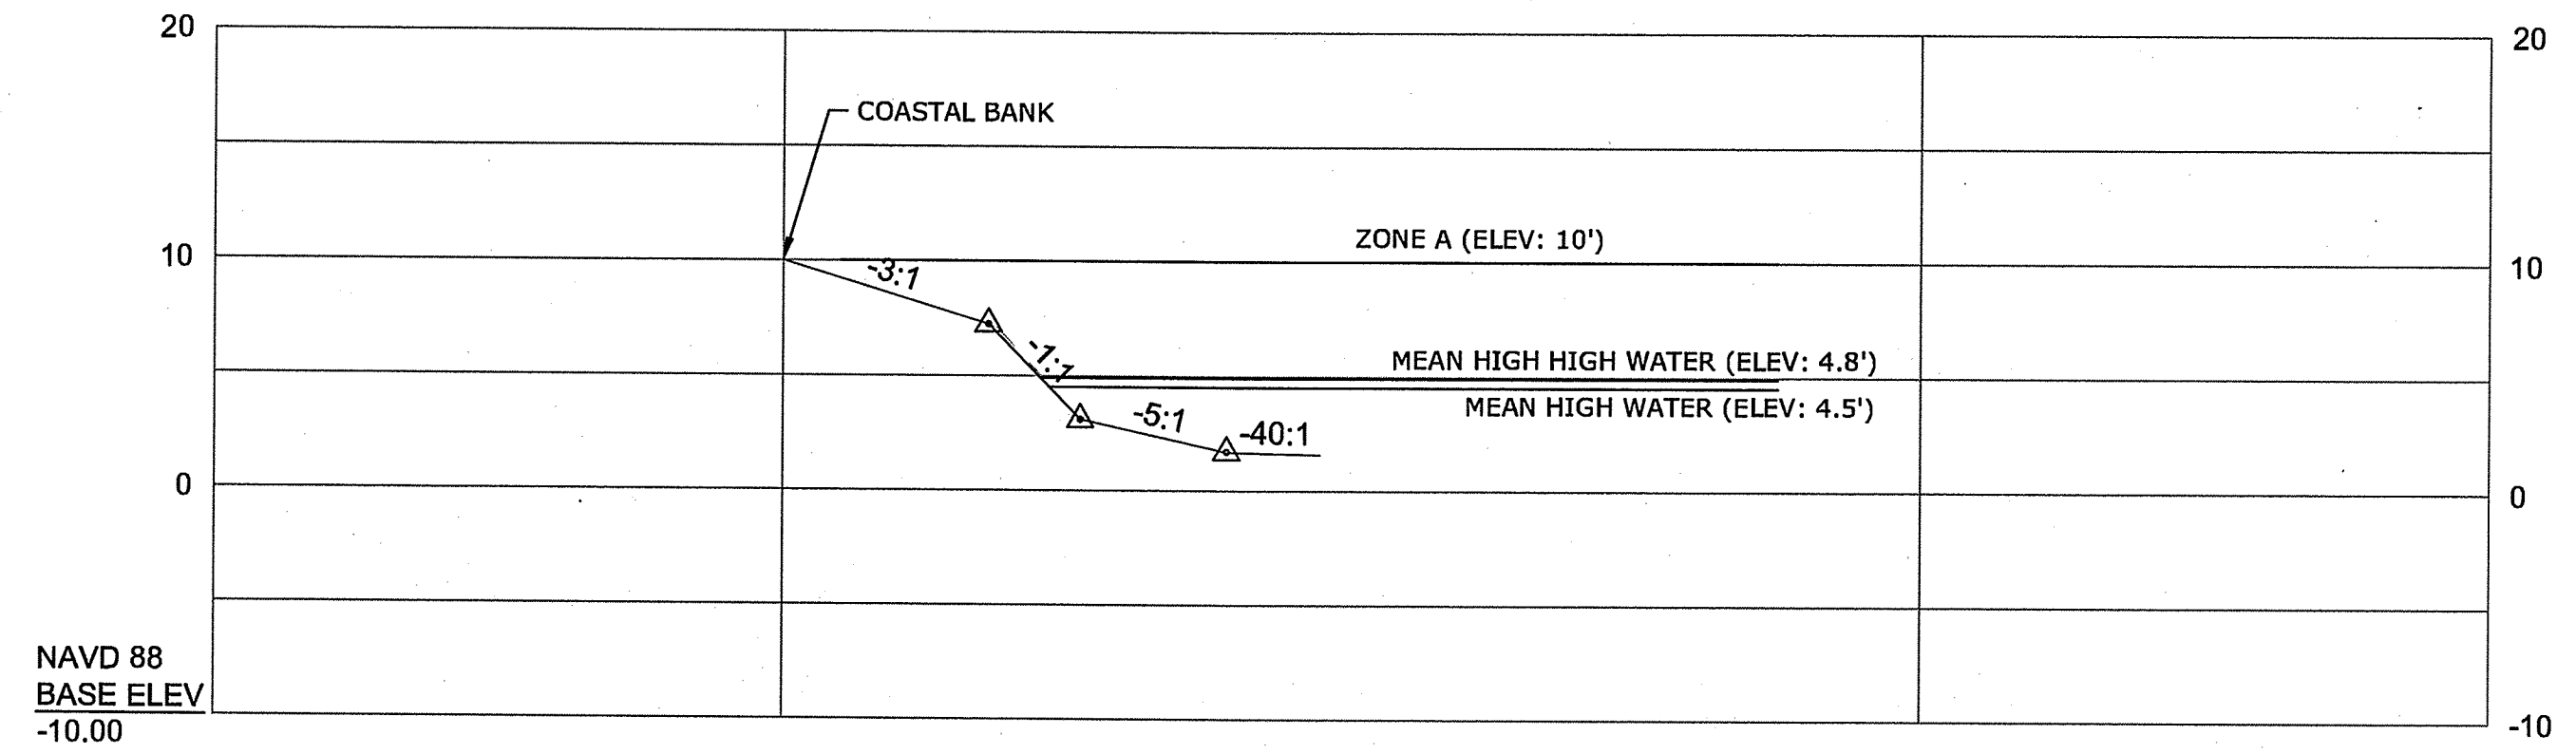 20
20
COASTAL BANK
ZONE A (ELEV: 10')
10
10
-3:1
-1:1
MEAN HIGH HIGH WATER (ELEV: 4.8')
MEAN HIGH WATER (ELEV: 4.5')
-5:1
-40:1
0
0
NAVD 88
BASE ELEV
-10.00
-10